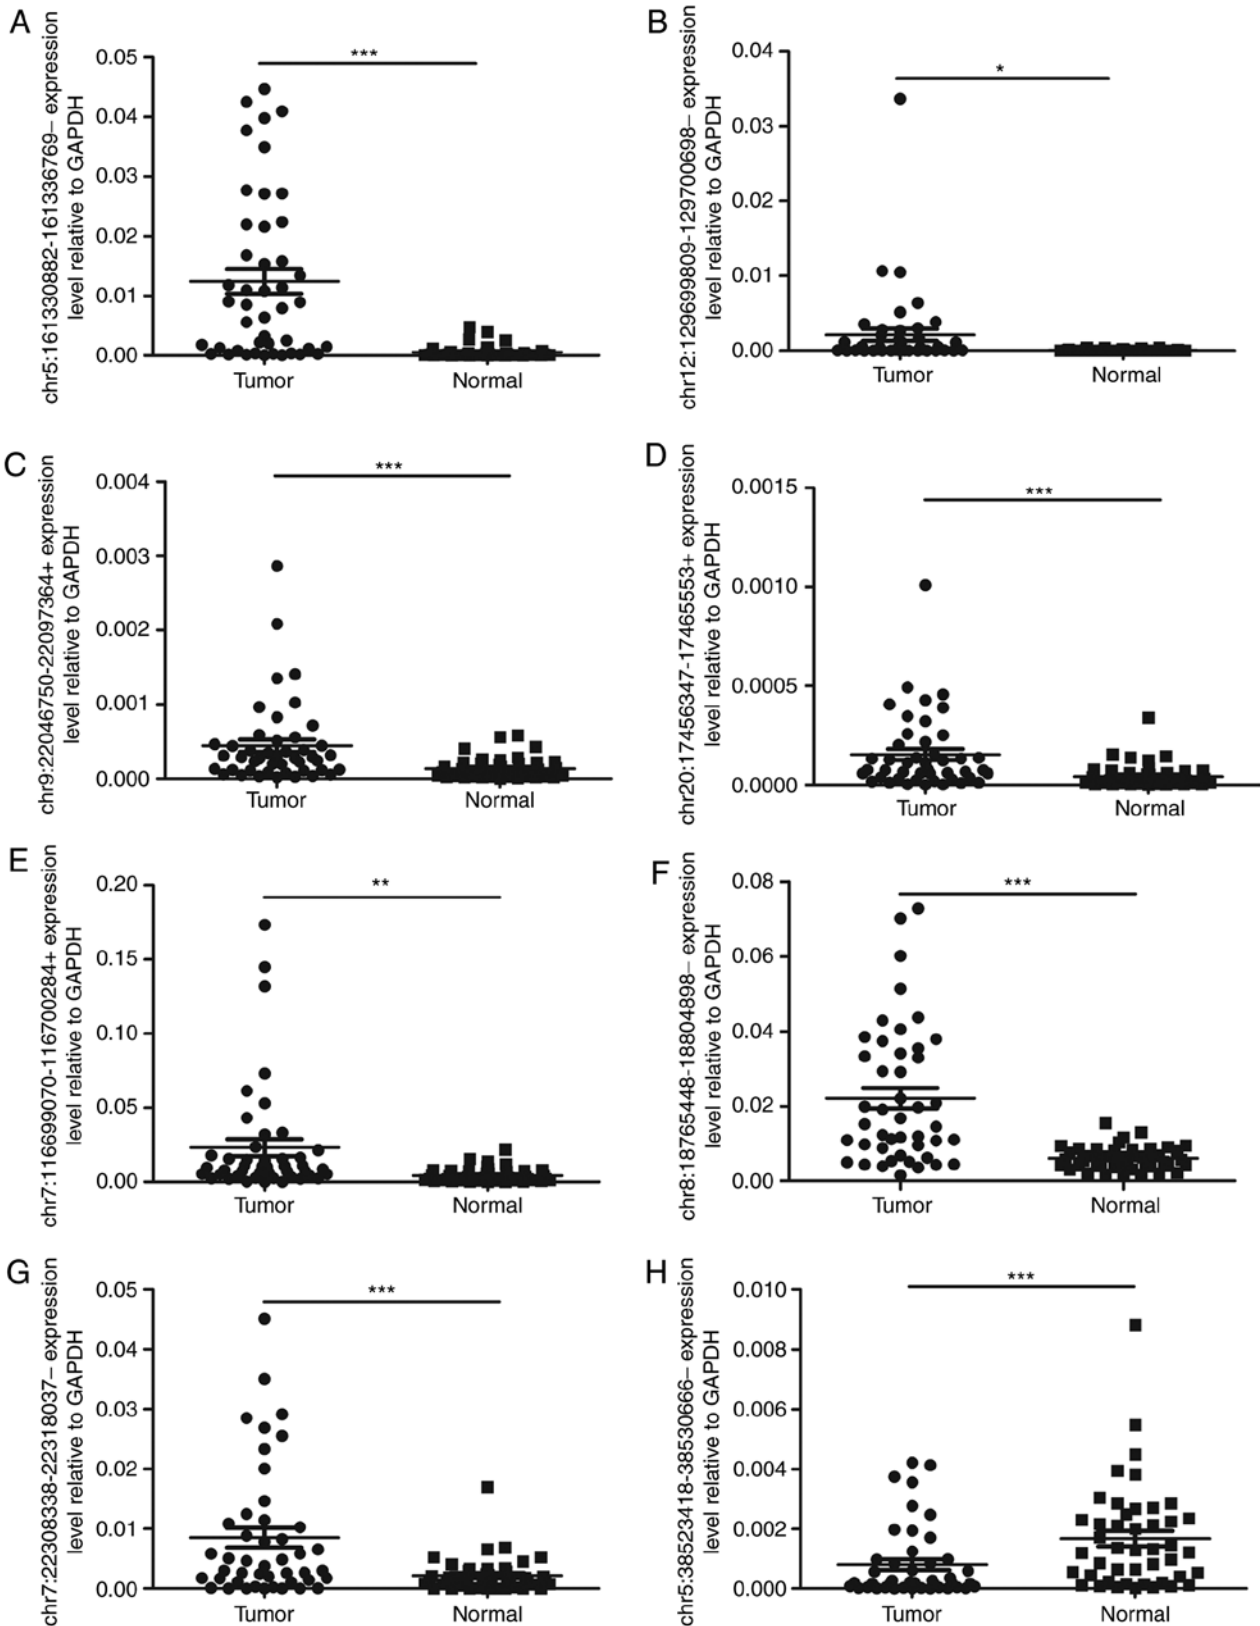 A
chr5:161330882-161336769– expression
level relative to GAPDH
0.05
0.04
0.03
0.02
0.01
0.00
***
Tumor
Normal
B
chr12:129699809-129700698– expression
level relative to GAPDH
0.04
0.03
0.02
0.01
0.00
*
Tumor
Normal
C
chr9:22046750-22097364+ expression
level relative to GAPDH
0.004
0.003
0.002
0.001
0.000
***
Tumor
Normal
D
chr20:17456347-17465553+ expression
level relative to GAPDH
0.0015
0.0010
0.0005
0.0000
***
Tumor
Normal
E
chr7:116699070-116700284+ expression
level relative to GAPDH
0.20
0.15
0.10
0.05
0.00
**
Tumor
Normal
F
chr8:18765448-18804898– expression
level relative to GAPDH
0.08
0.06
0.04
0.02
0.00
***
Tumor
Normal
G
chr7:22308338-22318037– expression
level relative to GAPDH
0.05
0.04
0.03
0.02
0.01
0.00
***
Tumor
Normal
H
chr5:38523418-38530666– expression
level relative to GAPDH
0.010
0.008
0.006
0.004
0.002
0.000
***
Tumor
Normal